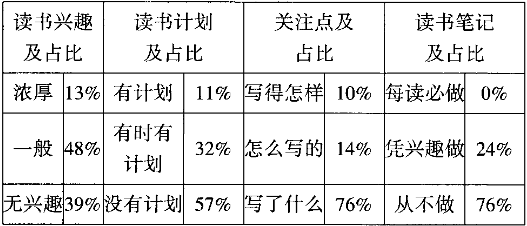 读书兴趣及占比 读书计划及占比 关注点及占比 读书笔记及占比
浓厚 13% 有计划 11% 写得怎样 10% 每读必做 0%
一般 48% 有时有计划 32% 怎么写的 14% 凭兴趣做 24%
无兴趣 39% 没有计划 57% 写了什么 76% 从不做 76%